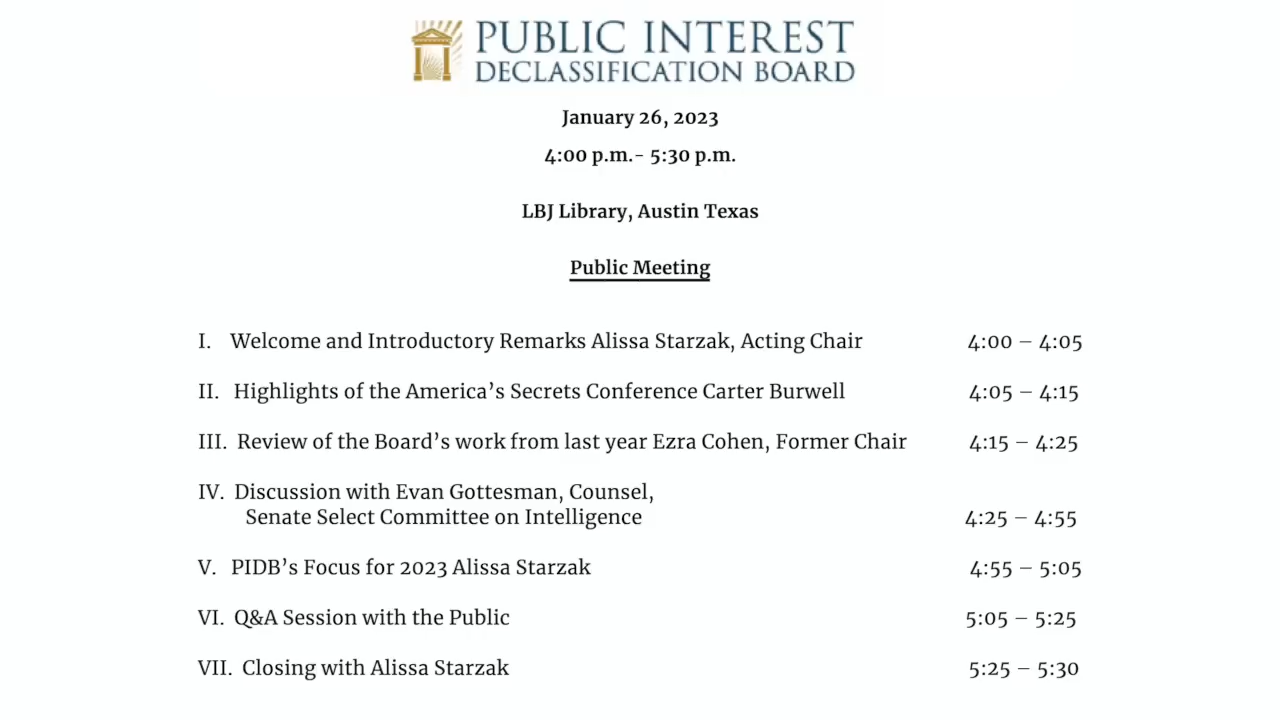 PUBLIC INTEREST
DECLASSIFICATION BOARD
January 26, 2023
4:00 p.m.- 5:30 p.m.
LBJ Library, Austin Texas
Public Meeting
I. Welcome and Introductory Remarks Alissa Starzak, Acting Chair 4:00 – 4:05
II. Highlights of the America's Secrets Conference Carter Burwell 4:05 – 4:15
III. Review of the Board's work from last year Ezra Cohen, Former Chair 4:15 – 4:25
IV. Discussion with Evan Gottesman, Counsel,
Senate Select Committee on Intelligence 4:25 – 4:55
V. PIDB's Focus for 2023 Alissa Starzak 4:55 – 5:05
VI. Q&A Session with the Public 5:05 – 5:25
VII. Closing with Alissa Starzak 5:25 – 5:30